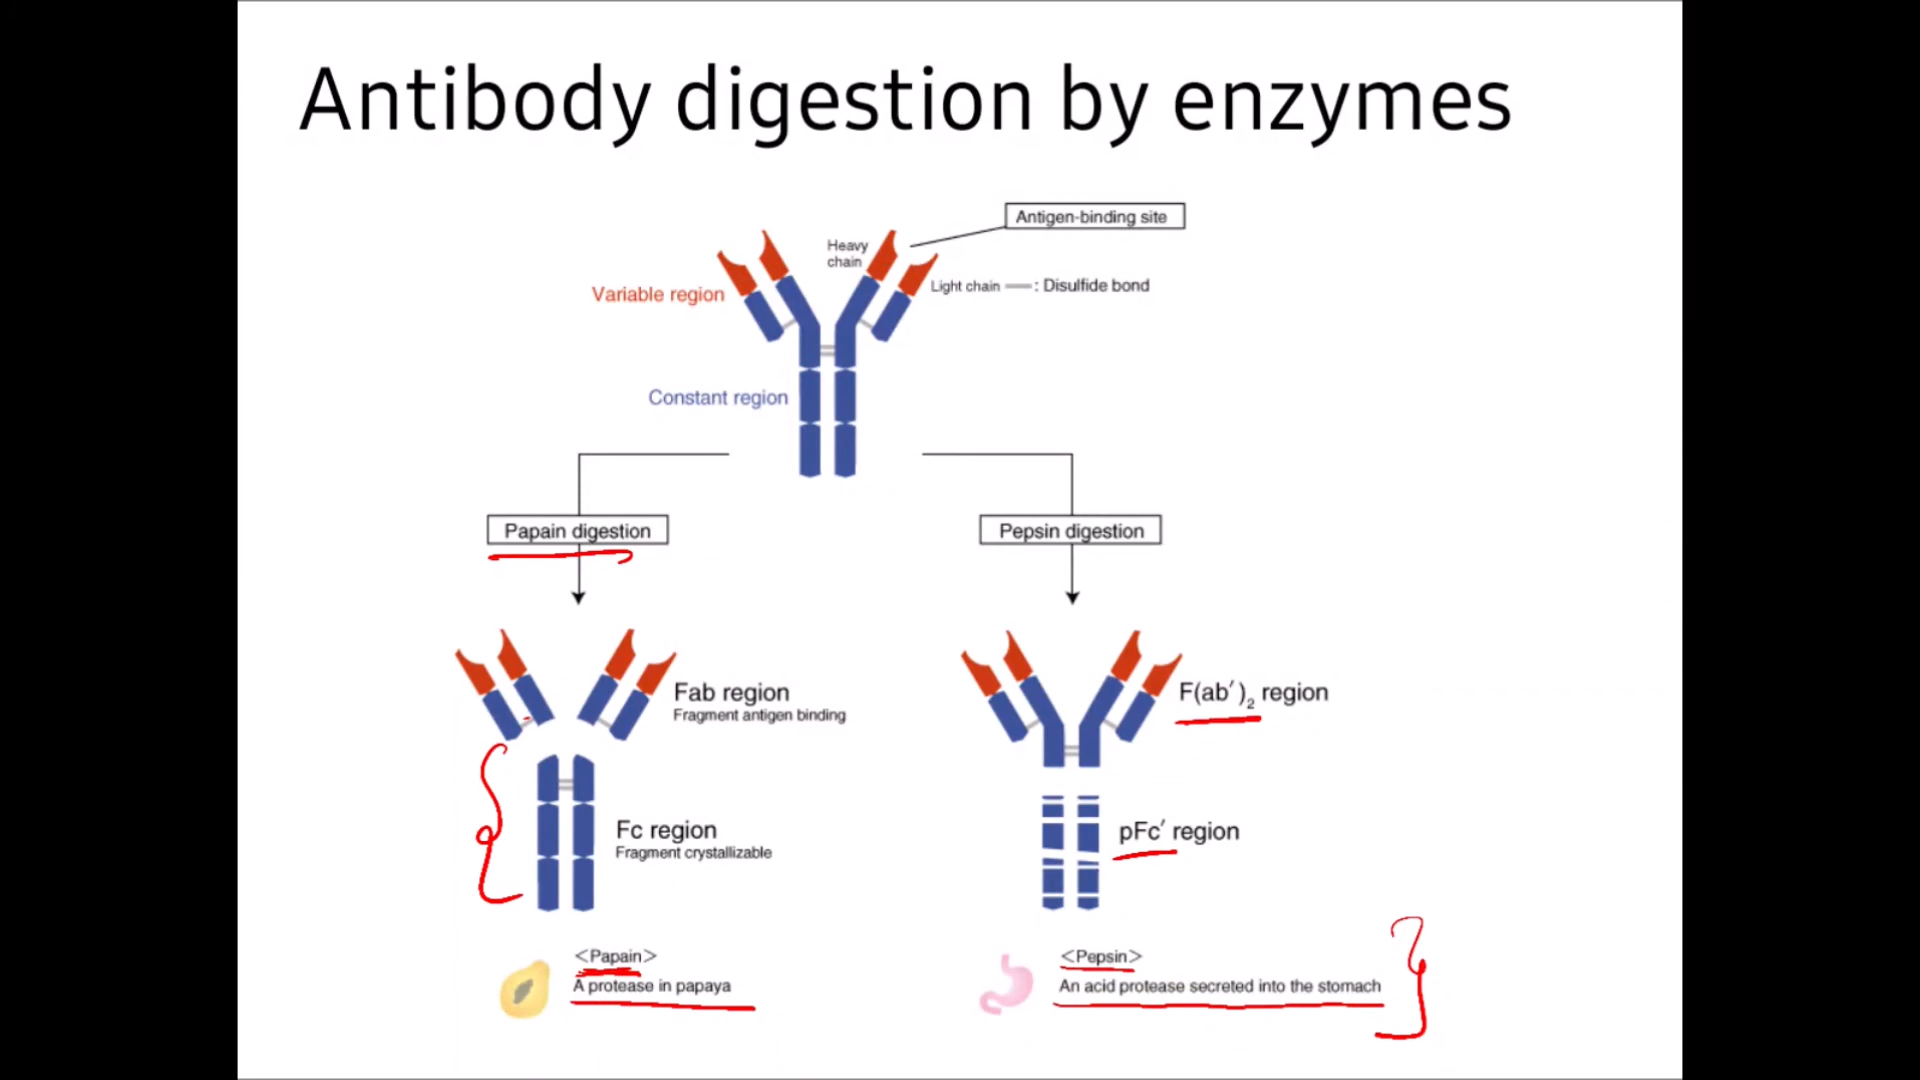 Antibody digestion by enzymes
Antigen-binding site
Heavy
chain
Light chain —: Disulfide bond
Variable region
Constant region
Papain digestion
Pepsin digestion
Fab region
Fragment antigen binding
F(ab′)₂ region
Fc region
Fragment crystallizable
pFc′ region
<Papain>
A protease in papaya
<Pepsin>
An acid protease secreted into the stomach